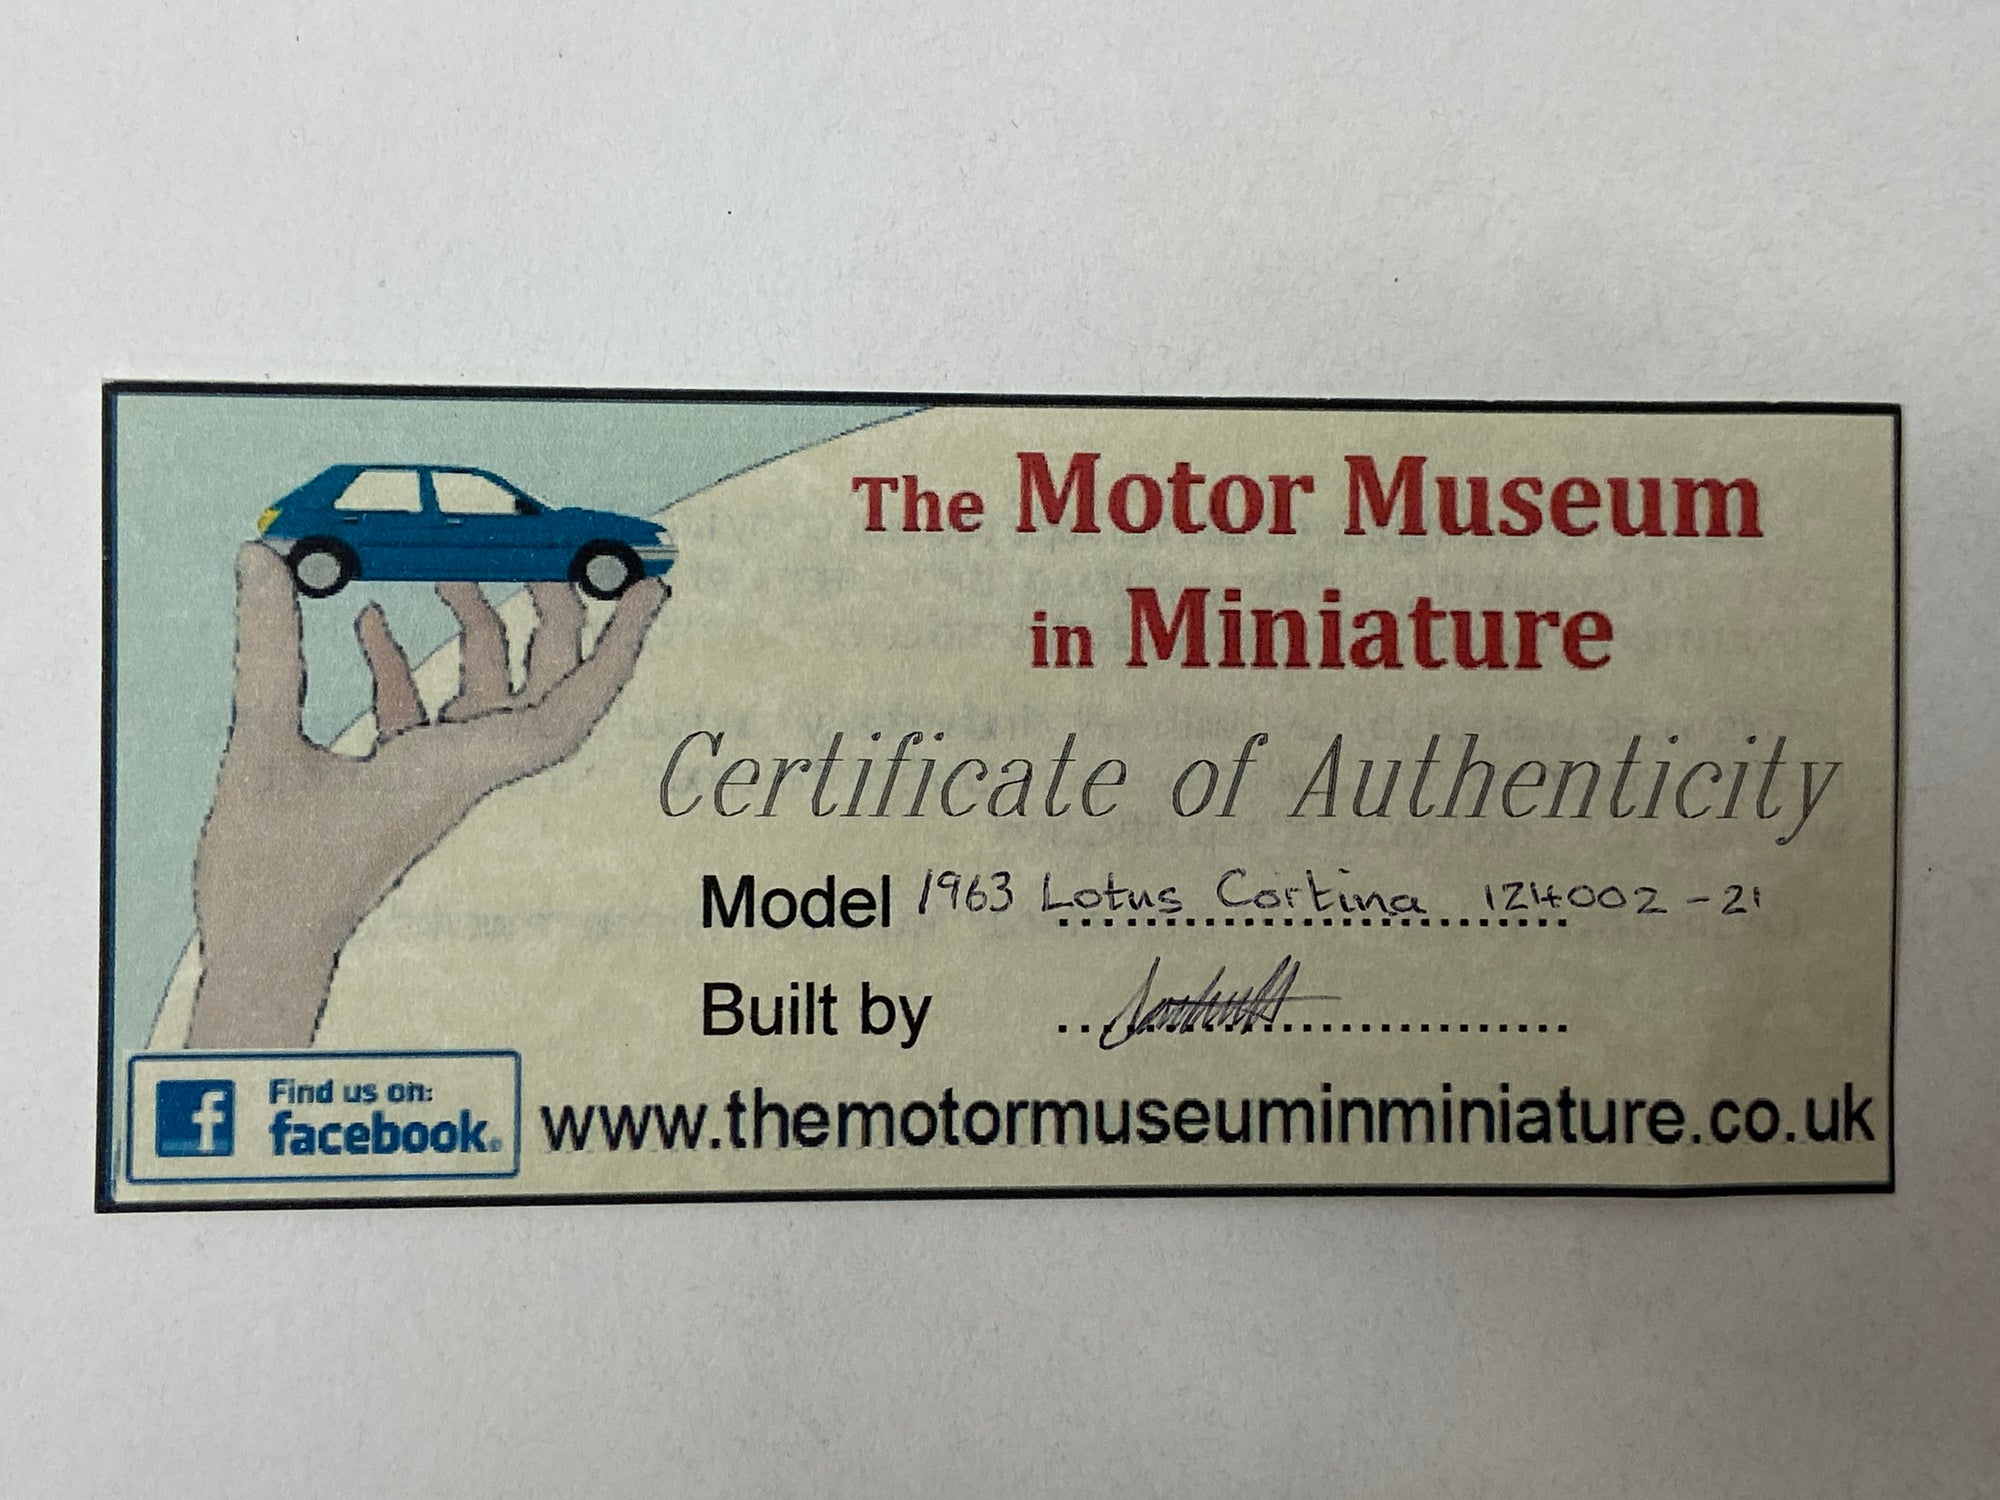 The Motor Museum
in Miniature
Certificate of Authenticity
Model 1963 Lotus Cortina 124002-21
Built by
f Find us on:
facebook.
www.themotormuseuminminiature.co.uk